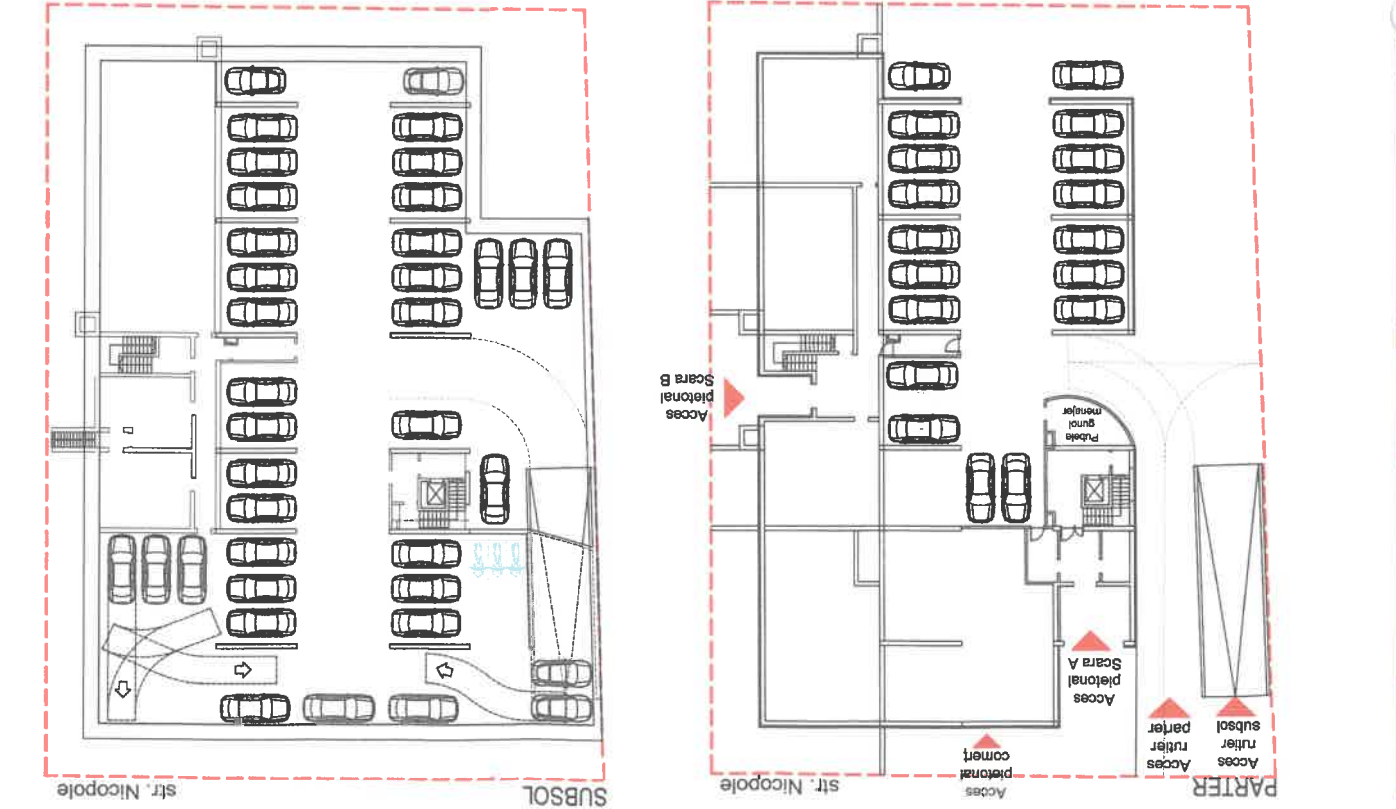 PARTER
str. Nicopole
Acces
rutier
subsol
Acces
rutier
parter
Acces
pietonal
comerț
Acces
pietonal
Scara A
Pubele
gunoi
menajer
Acces
pietonal
Scara B
SUBSOL
str. Nicopole